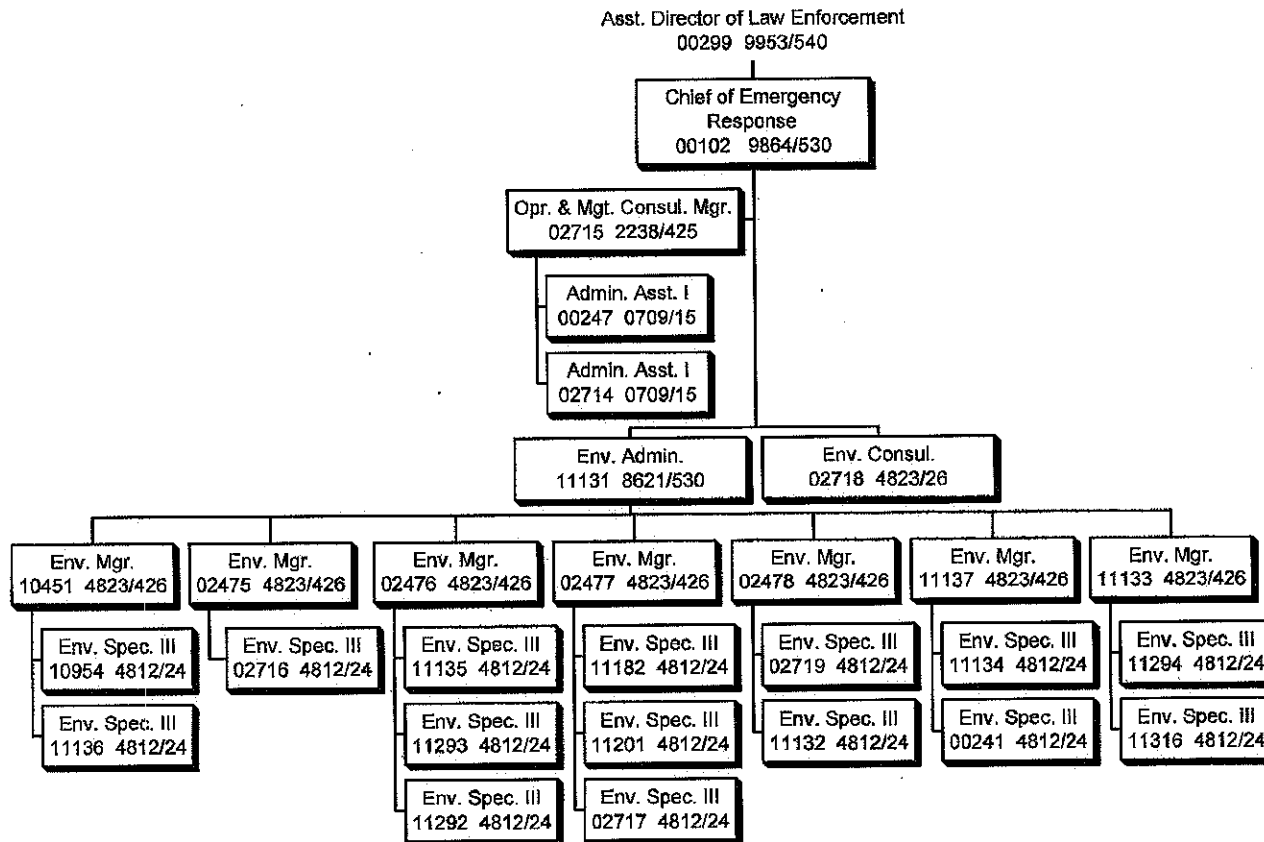 Asst. Director of Law Enforcement
00299 9953/540
Chief of Emergency
Response
00102 9864/530
Opr. & Mgt. Consul. Mgr.
02715 2238/425
Admin. Asst. I
00247 0709/15
Admin. Asst. I
02714 0709/15
Env. Admin.
11131 8621/530
Env. Consul.
02718 4823/26
Env. Mgr.
10451 4823/426
Env. Spec. III
10954 4812/24
Env. Spec. III
11136 4812/24
Env. Mgr.
02475 4823/426
Env. Spec. III
02716 4812/24
Env. Mgr.
02476 4823/426
Env. Spec. III
11135 4812/24
Env. Spec. III
11293 4812/24
Env. Spec. III
11292 4812/24
Env. Mgr.
02477 4823/426
Env. Spec. III
11182 4812/24
Env. Spec. III
11201 4812/24
Env. Spec. III
02717 4812/24
Env. Mgr.
02478 4823/426
Env. Spec. III
02719 4812/24
Env. Spec. III
11132 4812/24
Env. Mgr.
11137 4823/426
Env. Spec. III
11134 4812/24
Env. Spec. III
00241 4812/24
Env. Mgr.
11133 4823/426
Env. Spec. III
11294 4812/24
Env. Spec. III
11316 4812/24